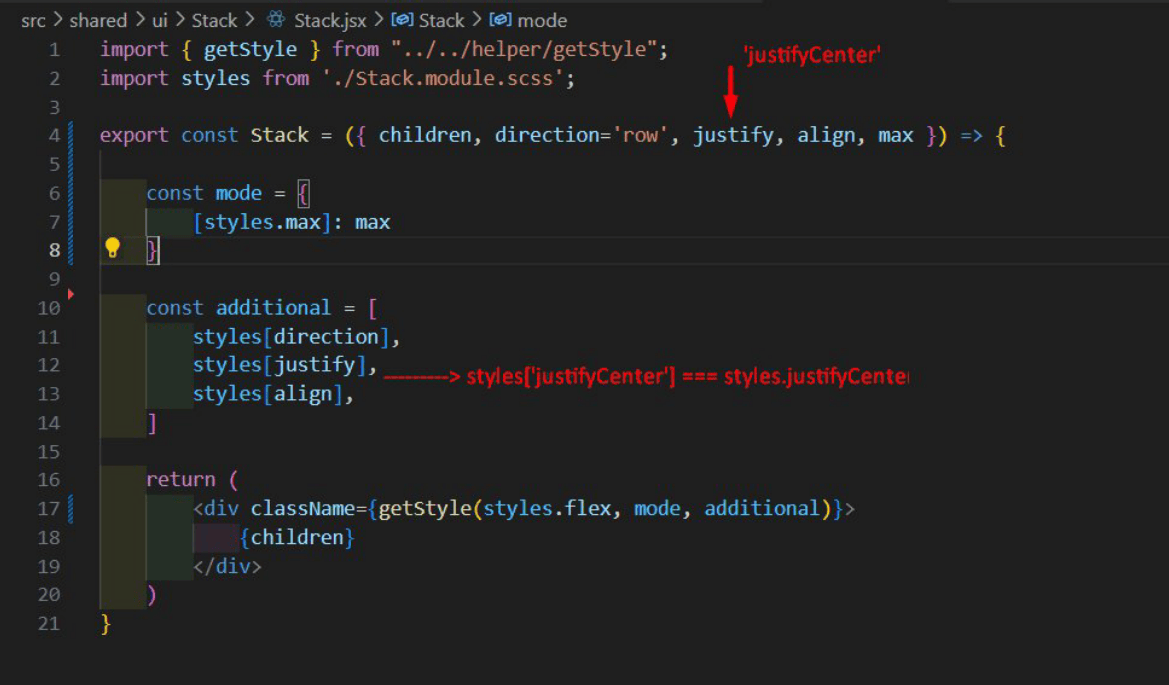 src > shared > ui > Stack > Stack.jsx > Stack > mode
1 import { getStyle } from "../../helper/getStyle";
'justifyCenter'
2 import styles from './Stack.module.scss';
3
4 export const Stack = ({ children, direction='row', justify, align, max }) => {
5
6 const mode = {
7 [styles.max]: max
8 }
9
10 const additional = [
11 styles[direction],
12 styles[justify], ---------> styles['justifyCenter'] === styles.justifyCente
13 styles[align],
14 ]
15
16 return (
17 <div className={getStyle(styles.flex, mode, additional)}>
18 {children}
19 </div>
20 )
21 }